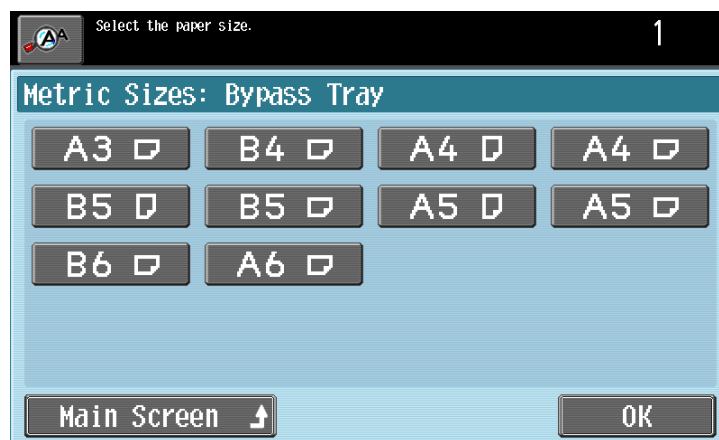 Select the paper size.
1
Metric Sizes: Bypass Tray
A3 B4 A4 A4
B5 B5 A5 A5
B6 A6
Main Screen OK